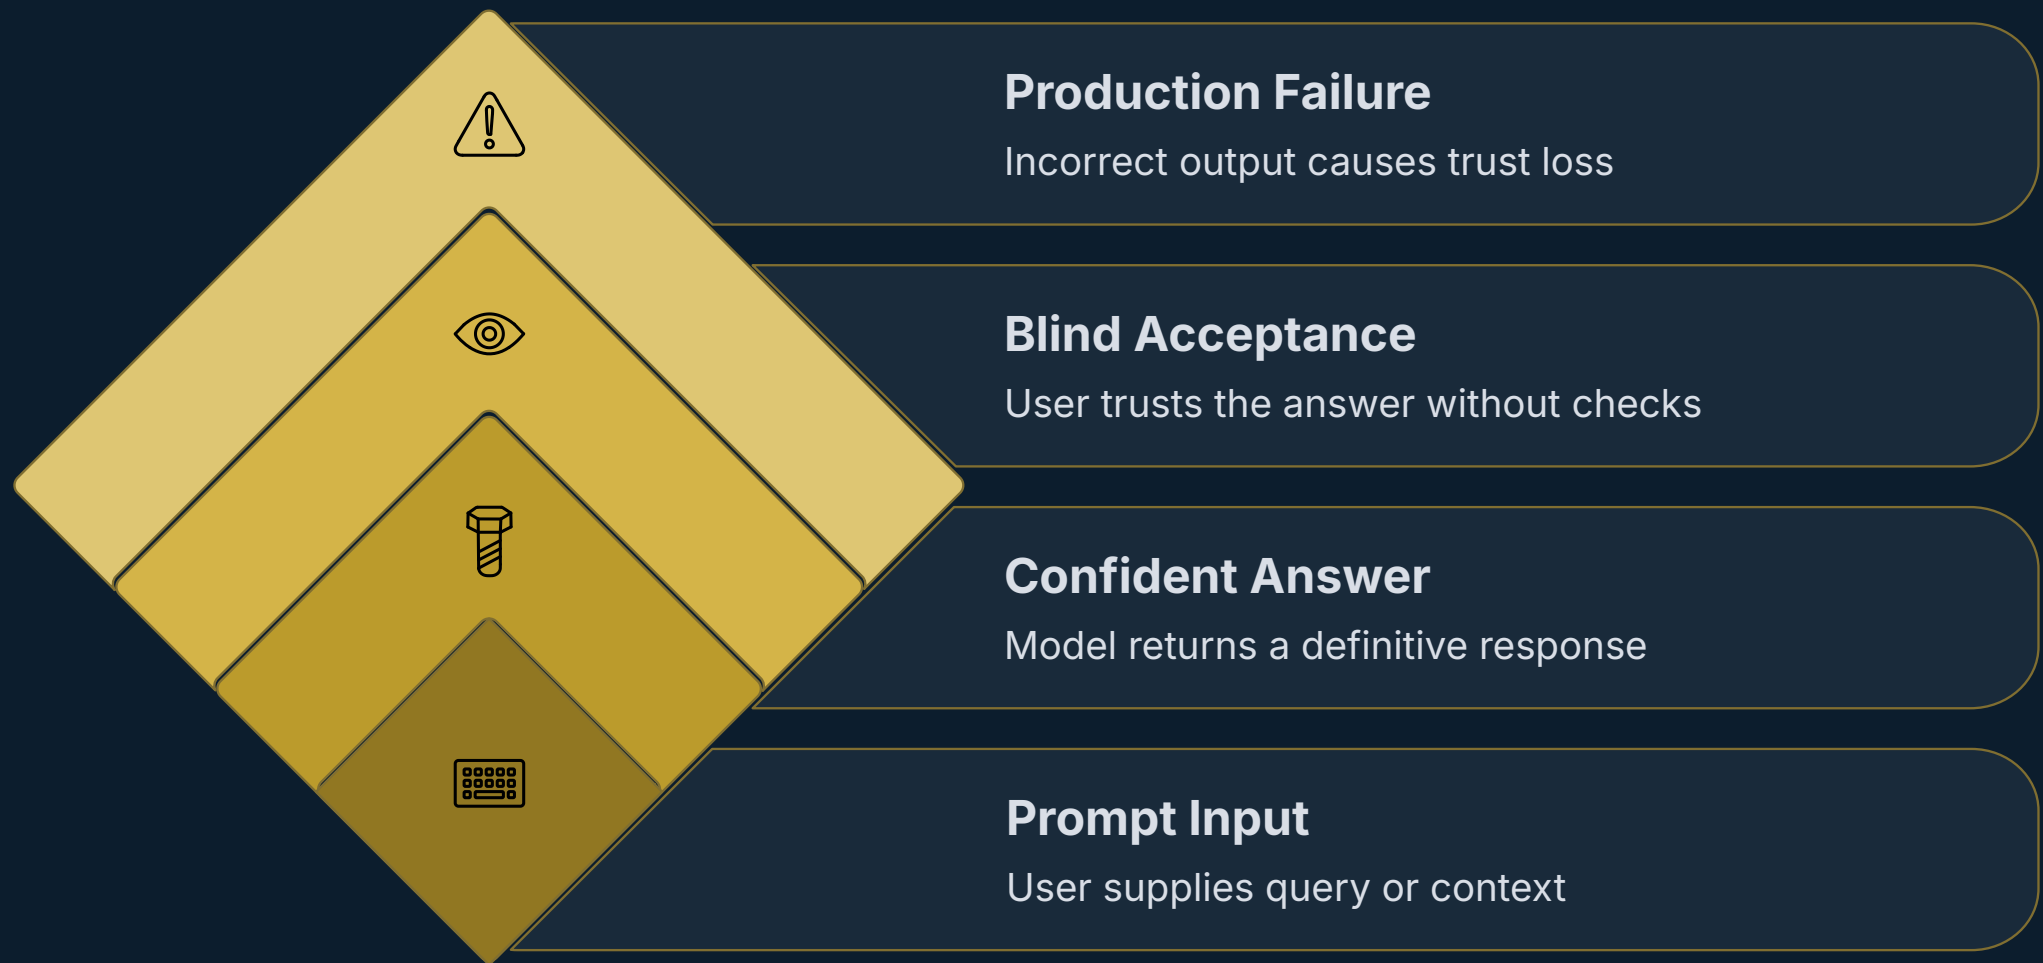 Production Failure
Incorrect output causes trust loss
Blind Acceptance
User trusts the answer without checks
Confident Answer
Model returns a definitive response
Prompt Input
User supplies query or context